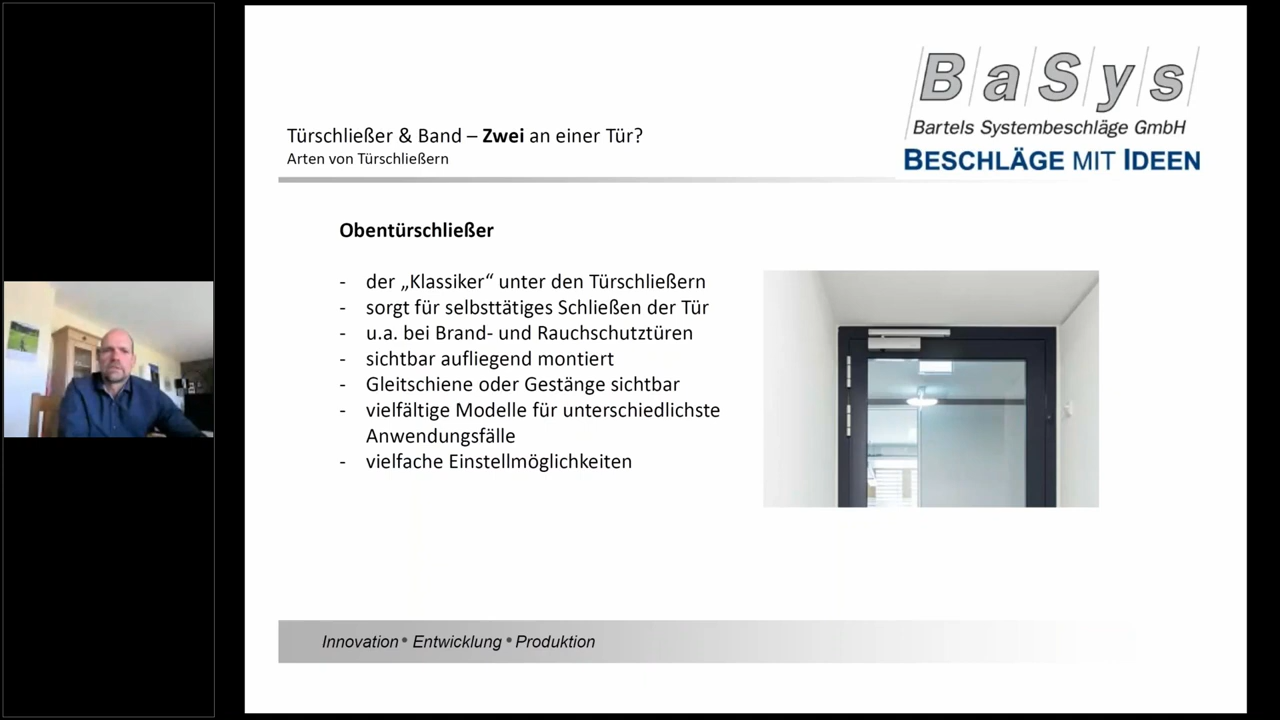 BaSys
Bartels Systembeschläge GmbH
BESCHLÄGE MIT IDEEN
Türschließer & Band – Zwei an einer Tür?
Arten von Türschließern
Obentürschließer
- der „Klassiker“ unter den Türschließern
- sorgt für selbsttätiges Schließen der Tür
- u.a. bei Brand- und Rauchschutztüren
- sichtbar aufliegend montiert
- Gleitschiene oder Gestänge sichtbar
- vielfältige Modelle für unterschiedlichste
Anwendungsfälle
- vielfache Einstellmöglichkeiten
Innovation • Entwicklung • Produktion